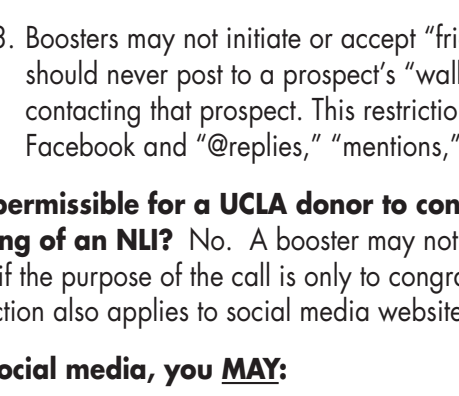 3. Boosters may not initiate or accept “fri
should never post to a prospect’s “wall
contacting that prospect. This restrictio
Facebook and “@replies,” “mentions,”
permissible for a UCLA donor to con
ng of an NLI? No. A booster may not
if the purpose of the call is only to congra
ction also applies to social media website
ocial media, you MAY: